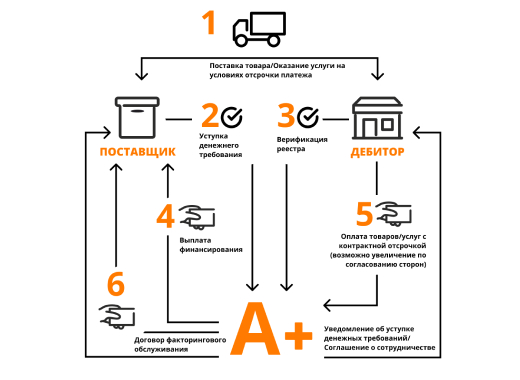 1
Поставка товара/Оказание услуги на
условиях отсрочки платежа
2
3
Уступка
денежного
требования
Верификация
реестра
ПОСТАВЩИК
ДЕБИТОР
4
Выплата
финансирования
5
Оплата товаров/услуг с
контрактной отсрочкой
(возможно увеличение по
согласованию сторон)
6
Договор факторингового
обслуживания
A+
Уведомление об уступке
денежных требований/
Соглашение о сотрудничестве